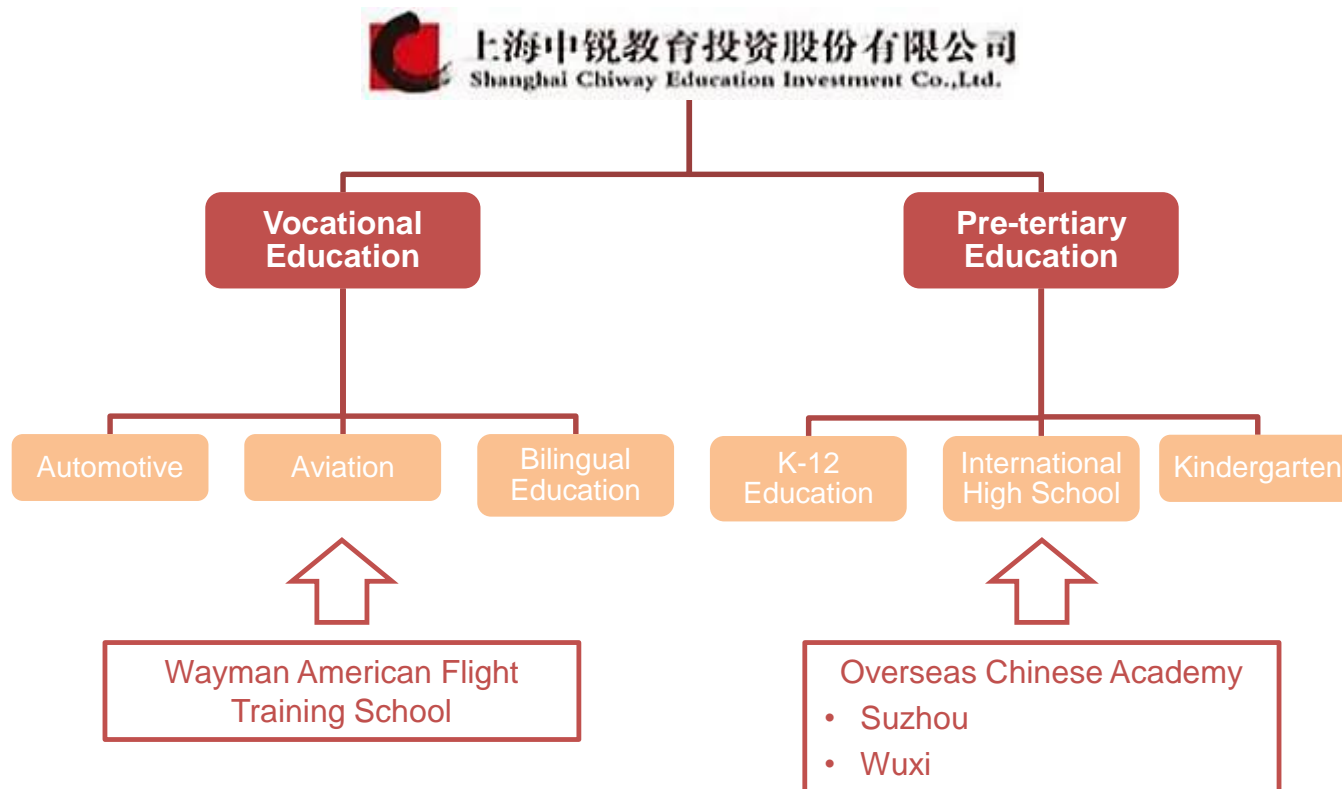 上海中锐教育投资股份有限公司
Shanghai Chiway Education Investment Co.,Ltd.
Vocational
Education
Pre-tertiary
Education
Automotive
Aviation
Bilingual
Education
K-12
Education
International
High School
Kindergarten
Wayman American Flight
Training School
Overseas Chinese Academy
• Suzhou
• Wuxi